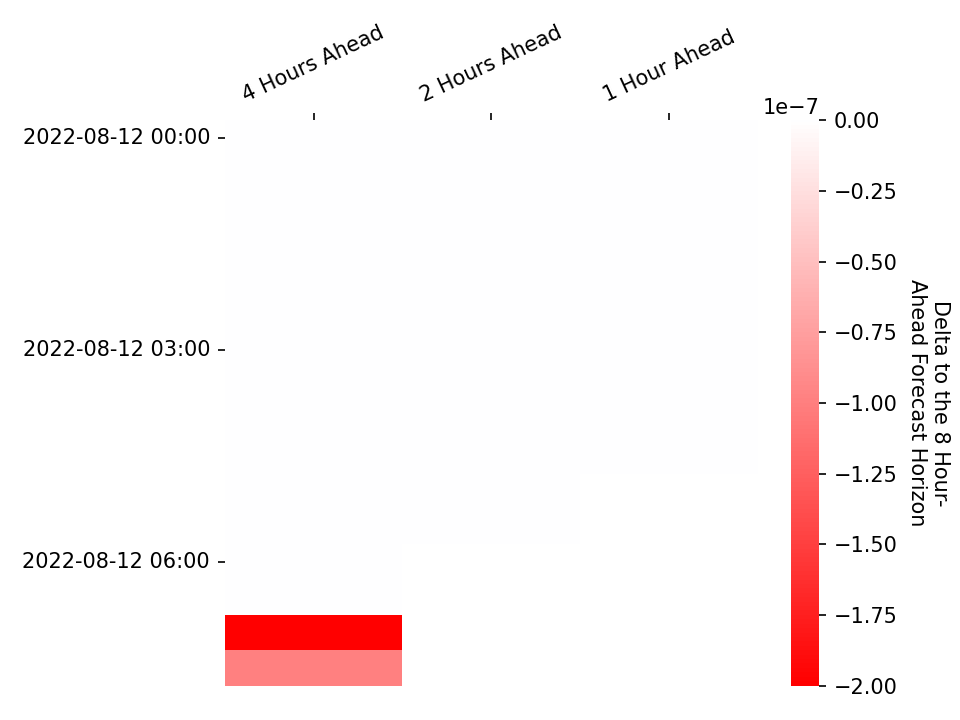 4 Hours Ahead
2 Hours Ahead
1 Hour Ahead
2022-08-12 00:00
2022-08-12 03:00
2022-08-12 06:00
1e−7
0.00
−0.25
−0.50
−0.75
−1.00
−1.25
−1.50
−1.75
−2.00
Delta to the 8 Hour-
Ahead Forecast Horizon